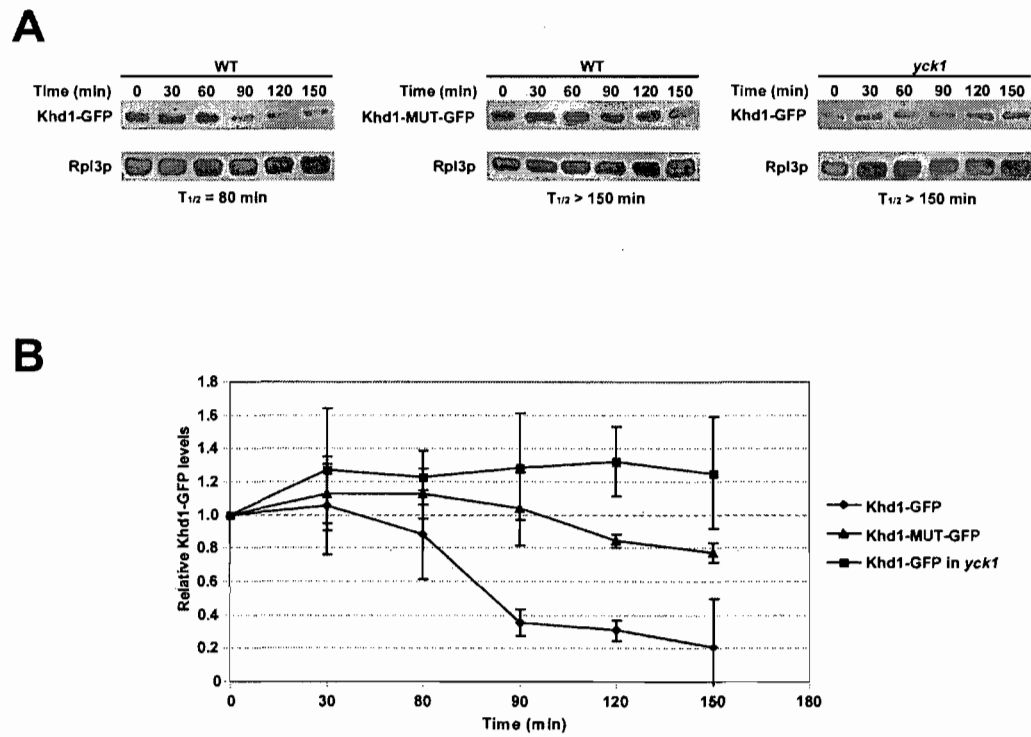 A
WT
Time (min) 0 30 60 90 120 150
Khd1-GFP
Rpl3p
T1/2 = 80 min
WT
Time (min) 0 30 60 90 120 150
Khd1-MUT-GFP
Rpl3p
T1/2 > 150 min
yck1
Time (min) 0 30 60 90 120 150
Khd1-GFP
Rpl3p
T1/2 > 150 min
B
Relative Khd1-GFP levels
1.8
1.6
1.4
1.2
1.0
0.8
0.6
0.4
0.2
0
0 30 80 90 120 150 180
Time (min)
Khd1-GFP
Khd1-MUT-GFP
Khd1-GFP in yck1